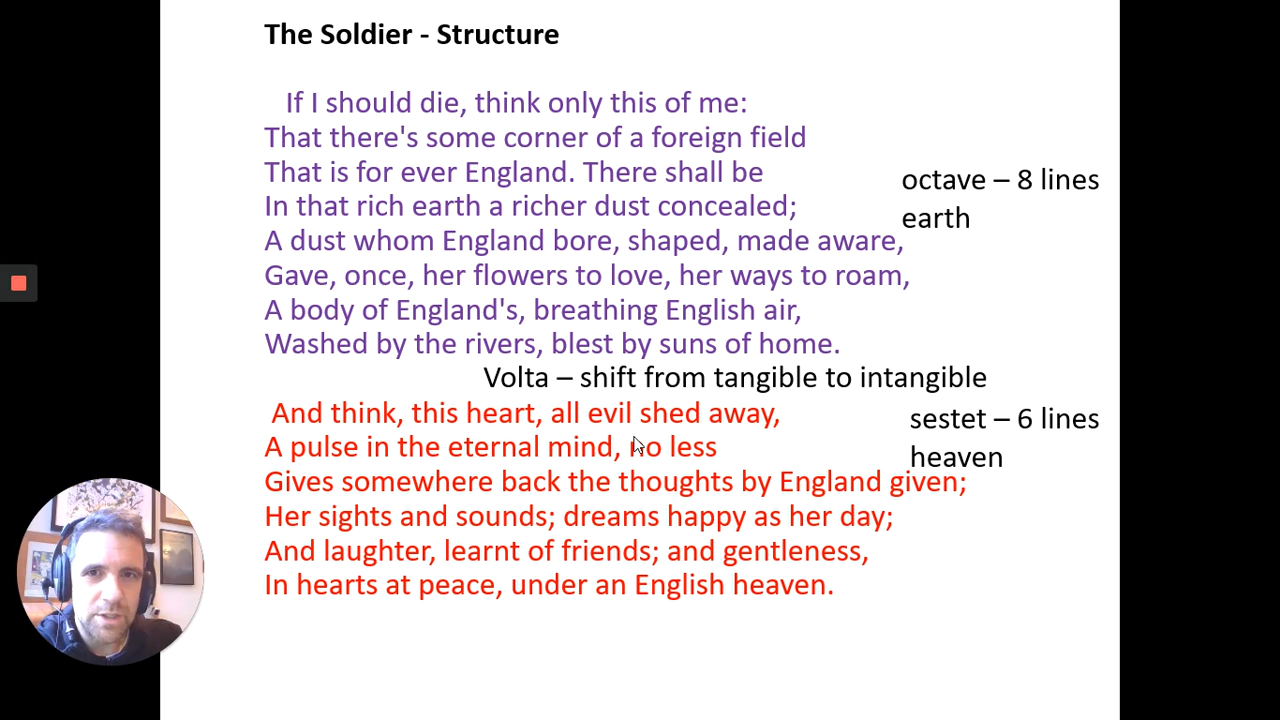 The Soldier - Structure
If I should die, think only this of me:
That there's some corner of a foreign field
That is for ever England. There shall be
In that rich earth a richer dust concealed;
A dust whom England bore, shaped, made aware,
Gave, once, her flowers to love, her ways to roam,
A body of England's, breathing English air,
Washed by the rivers, blest by suns of home.
octave – 8 lines
earth
Volta – shift from tangible to intangible
And think, this heart, all evil shed away,
A pulse in the eternal mind, no less
Gives somewhere back the thoughts by England given;
Her sights and sounds; dreams happy as her day;
And laughter, learnt of friends; and gentleness,
In hearts at peace, under an English heaven.
sestet – 6 lines
heaven